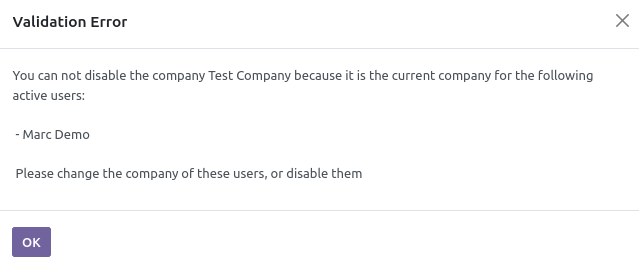 Validation Error
You can not disable the company Test Company because it is the current company for the following
active users:
- Marc Demo
Please change the company of these users, or disable them
OK